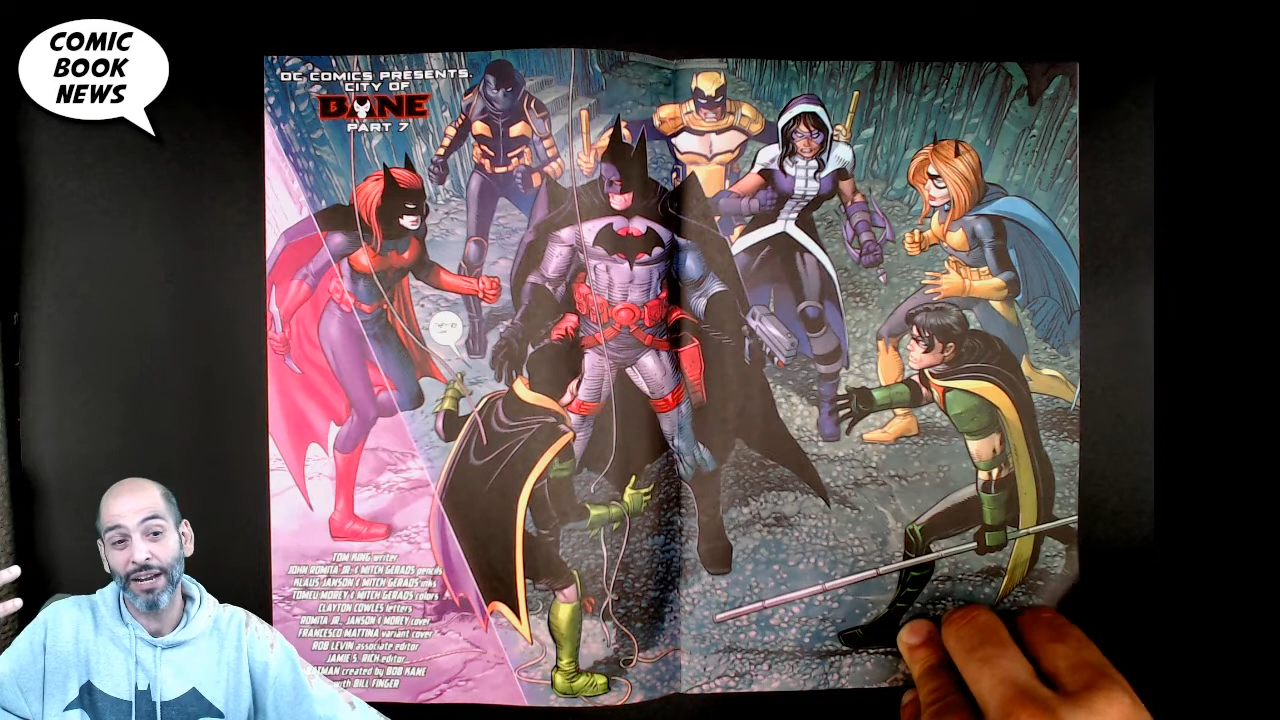 COMIC
BOOK
NEWS
DC COMICS PRESENTS...
CITY OF
BANE
PART 7
TOM KING writer
JOHN ROMITA JR. & MITCH GERADS pencils
KLAUS JANSON & MITCH GERADS inks
TOMEU MOREY & MITCH GERADS colors
CLAYTON COWLES letters
ROMITA JR., JANSON & MOREY cover
FRANCESCO MATTINA variant cover
ROB LEVIN associate editor
JAMIE S. RICH editor
BATMAN created by BOB KANE
with BILL FINGER